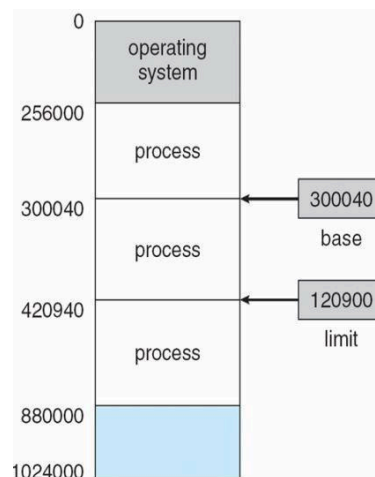 0
operating
system
256000
process
300040
300040
base
process
420940
120900
limit
process
880000
1024000